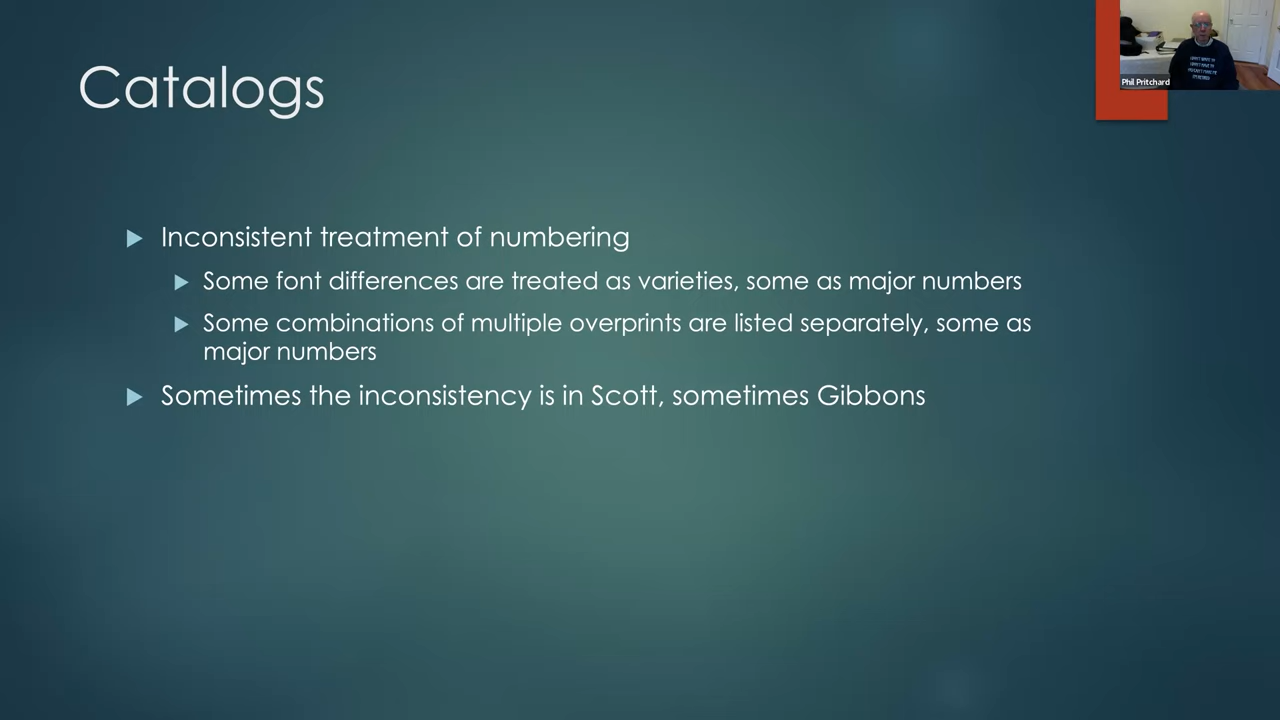 Catalogs
Inconsistent treatment of numbering
Some font differences are treated as varieties, some as major numbers
Some combinations of multiple overprints are listed separately, some as
major numbers
Sometimes the inconsistency is in Scott, sometimes Gibbons
Phil Pritchard